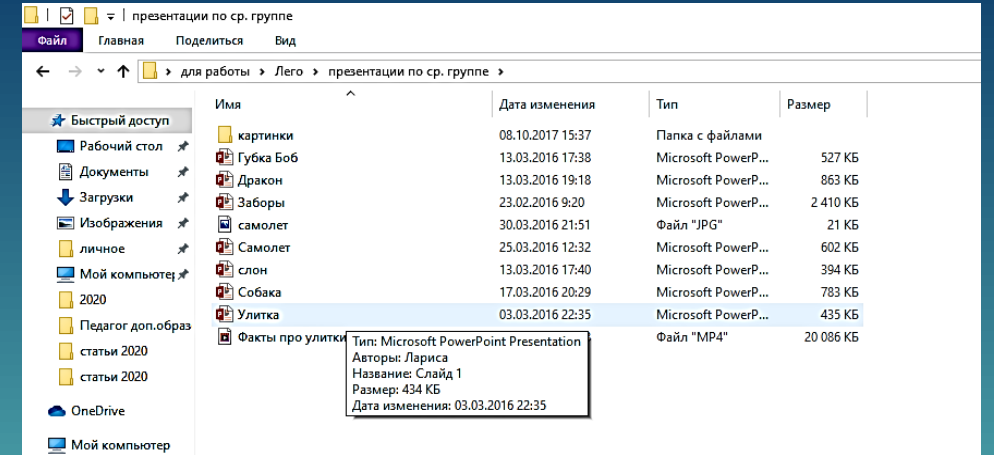 презентации по ср. группе
Файл Главная Поделиться Вид
для работы › Лего › презентации по ср. группе ›
Имя Дата изменения Тип Размер
Быстрый доступ
Рабочий стол
Документы
Загрузки
Изображения
личное
Мой компьютер
2020
Педагог доп.образ
статьи 2020
статьи 2020
OneDrive
Мой компьютер
картинки 08.10.2017 15:37 Папка с файлами
Губка Боб 13.03.2016 17:38 Microsoft PowerP... 527 КБ
Дракон 13.03.2016 19:18 Microsoft PowerP... 863 КБ
Заборы 23.02.2016 9:20 Microsoft PowerP... 2 410 КБ
самолет 30.03.2016 21:51 Файл "JPG" 21 КБ
Самолет 25.03.2016 12:32 Microsoft PowerP... 602 КБ
слон 13.03.2016 17:40 Microsoft PowerP... 394 КБ
Собака 17.03.2016 20:29 Microsoft PowerP... 783 КБ
Улитка 03.03.2016 22:35 Microsoft PowerP... 435 КБ
Факты про улитки Файл "MP4" 20 086 КБ
Тип: Microsoft PowerPoint Presentation
Авторы: Лариса
Название: Слайд 1
Размер: 434 КБ
Дата изменения: 03.03.2016 22:35